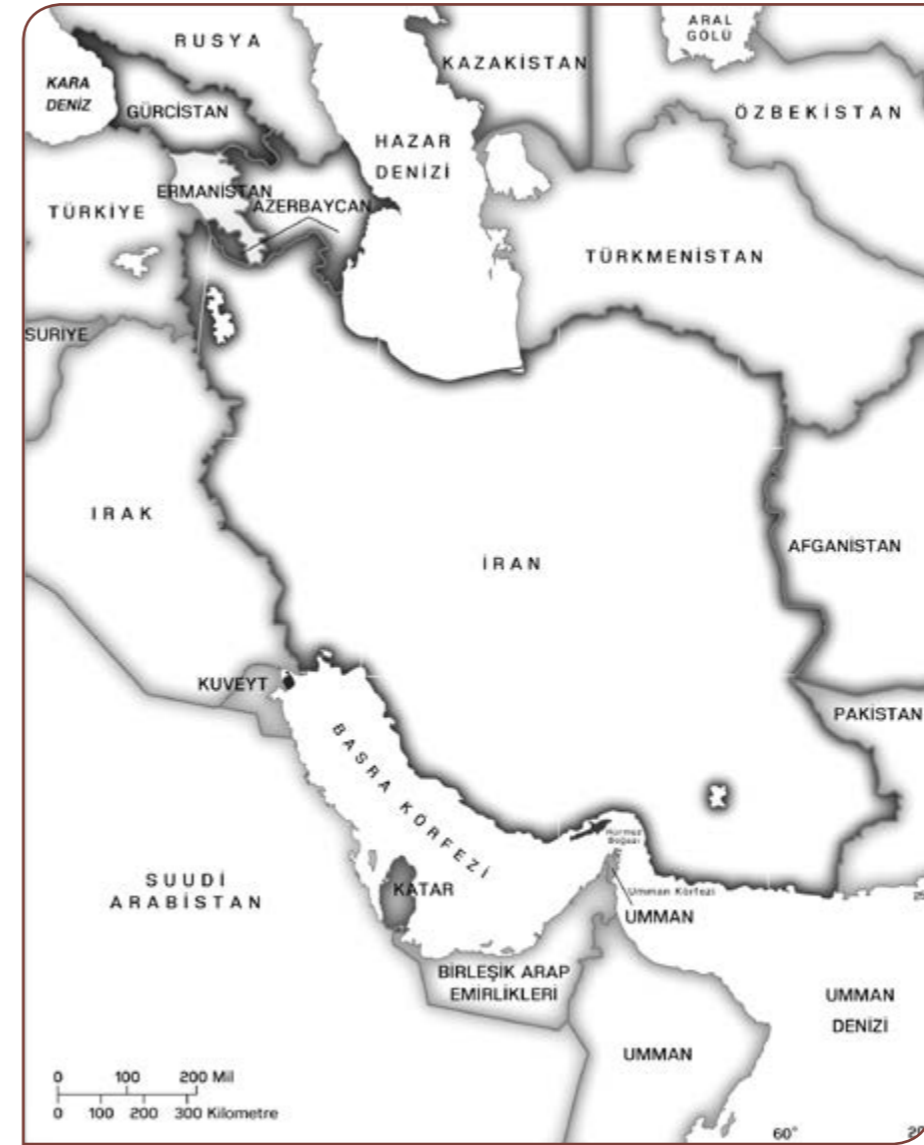 RUSYA
ARAL
GÖLÜ
KAZAKİSTAN
KARA
DENİZ
GÜRCİSTAN
ÖZBEKİSTAN
HAZAR
DENİZİ
ERMANİSTAN
AZERBAYCAN
TÜRKİYE
TÜRKMENİSTAN
SURİYE
IRAK
İRAN
AFGANİSTAN
KUVEYT
PAKİSTAN
BASRA KÖRFEZİ
Hürmüz
Boğazı
SUUDİ
ARABİSTAN
KATAR
Umman Körfezi
UMMAN
BİRLEŞİK ARAP
EMİRLİKLERİ
UMMAN
DENİZİ
UMMAN
0 100 200 Mil
0 100 200 300 Kilometre
60°